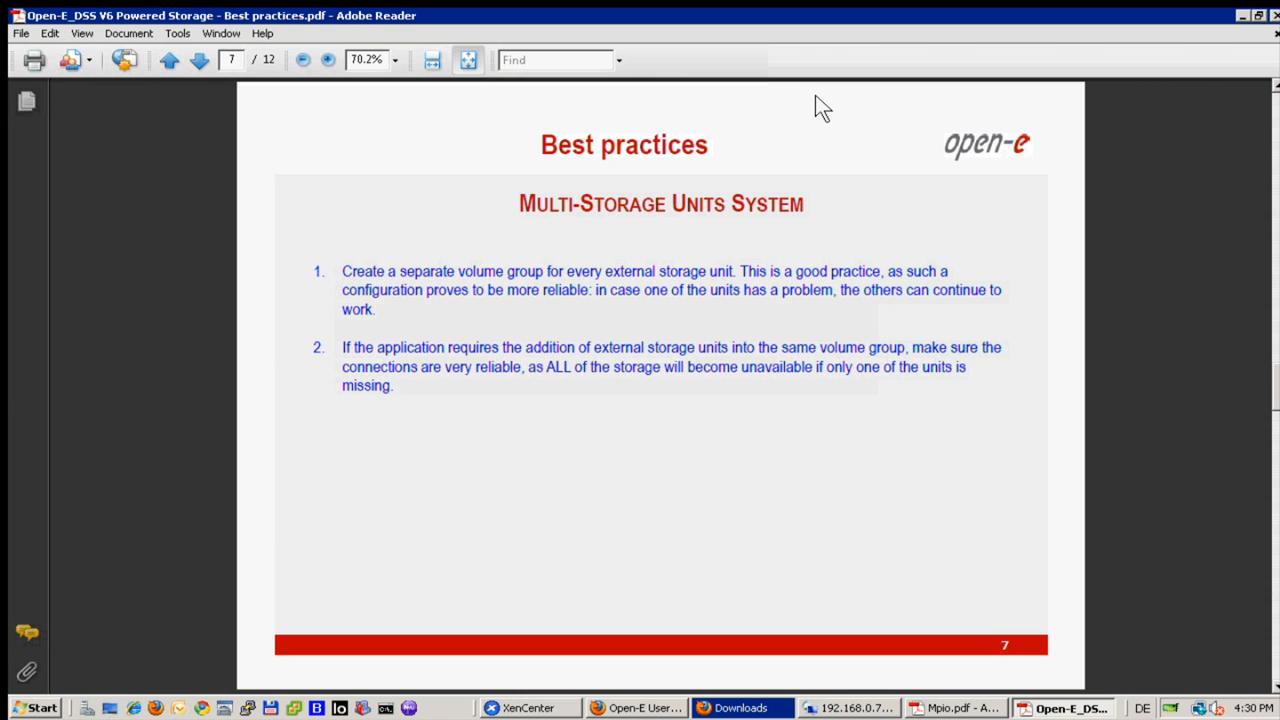 Open-E_DSS V6 Powered Storage - Best practices.pdf - Adobe Reader
File Edit View Document Tools Window Help
7 / 12 70.2% Find
Best practices
open-e
MULTI-STORAGE UNITS SYSTEM
1. Create a separate volume group for every external storage unit. This is a good practice, as such a
configuration proves to be more reliable: in case one of the units has a problem, the others can continue to
work.
2. If the application requires the addition of external storage units into the same volume group, make sure the
connections are very reliable, as ALL of the storage will become unavailable if only one of the units is
missing.
7
Start XenCenter Open-E User... Downloads 192.168.0.7... Mpio.pdf - A... Open-E_DS... DE 4:30 PM